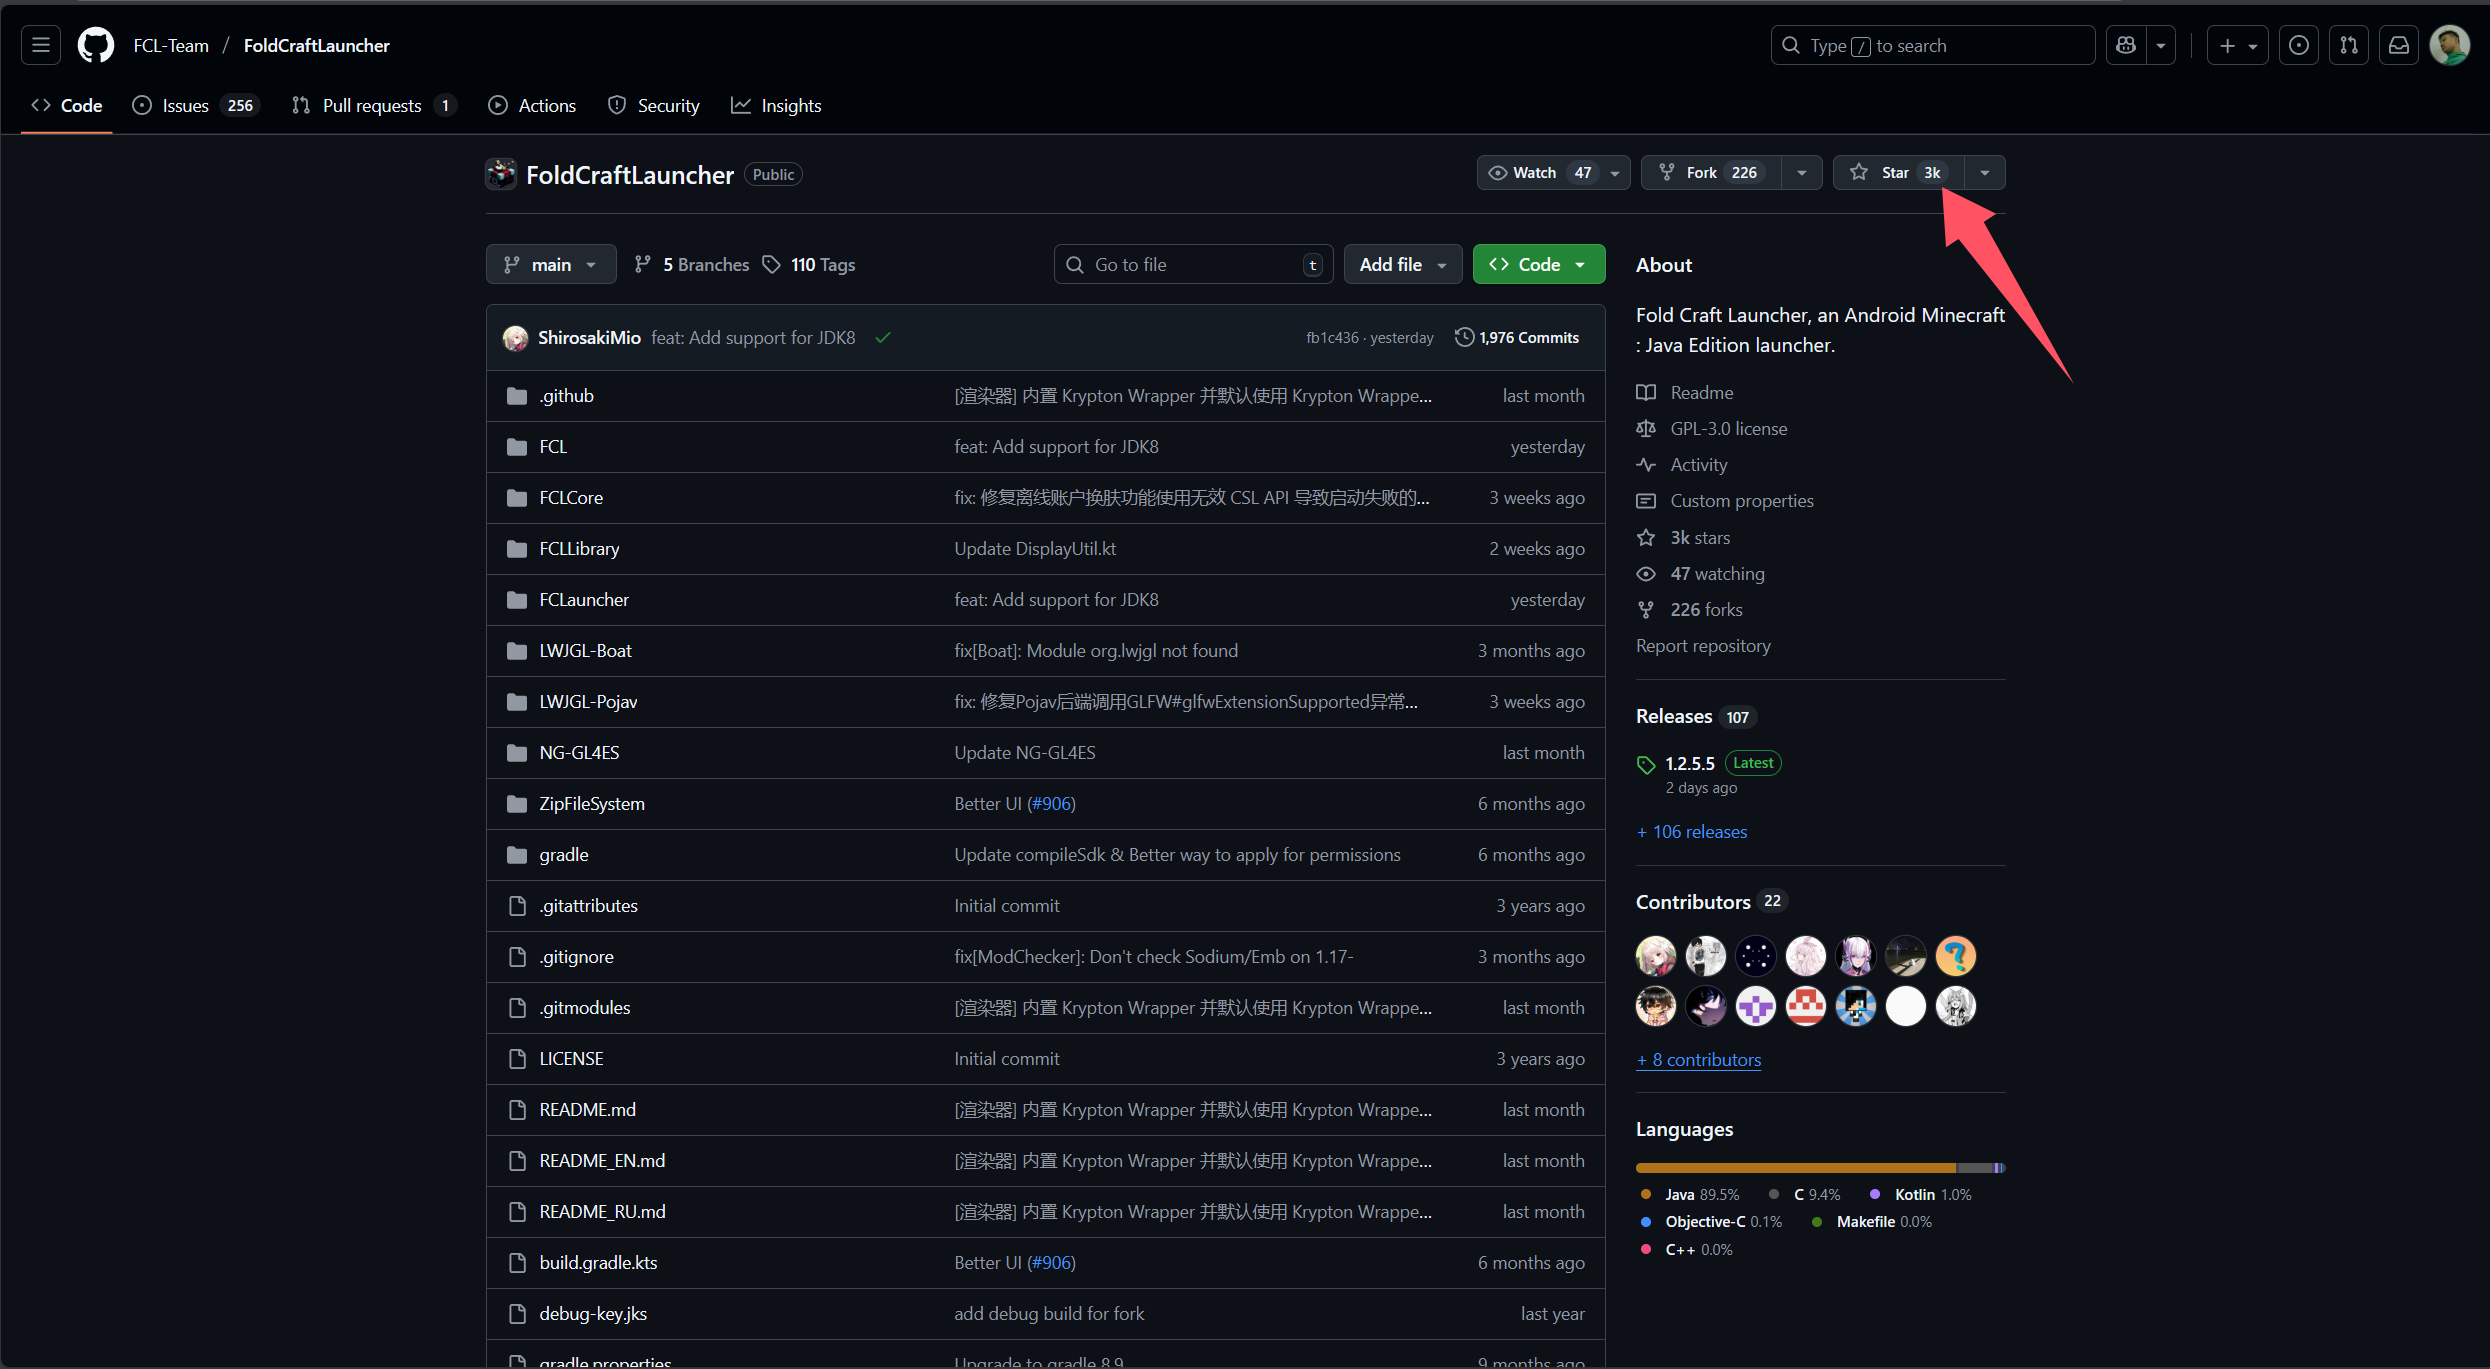 FCL-Team / FoldCraftLauncher
Type / to search
Code
Issues 256
Pull requests 1
Actions
Security
Insights
FoldCraftLauncher Public
Watch 47
Fork 226
Star 3k
main
5 Branches
110 Tags
Go to file t
Add file
Code
ShirosakiMio feat: Add support for JDK8
fb1c436 · yesterday
1,976 Commits
.github [渲染器] 内置 Krypton Wrapper 并默认使用 Krypton Wrappe... last month
FCL feat: Add support for JDK8 yesterday
FCLCore fix: 修复离线账户换肤功能使用无效 CSL API 导致启动失败的... 3 weeks ago
FCLLibrary Update DisplayUtil.kt 2 weeks ago
FCLauncher feat: Add support for JDK8 yesterday
LWJGL-Boat fix[Boat]: Module org.lwjgl not found 3 months ago
LWJGL-Pojav fix: 修复Pojav后端调用GLFW#glfwExtensionSupported异常... 3 weeks ago
NG-GL4ES Update NG-GL4ES last month
ZipFileSystem Better UI (#906) 6 months ago
gradle Update compileSdk & Better way to apply for permissions 6 months ago
.gitattributes Initial commit 3 years ago
.gitignore fix[ModChecker]: Don't check Sodium/Emb on 1.17- 3 months ago
.gitmodules [渲染器] 内置 Krypton Wrapper 并默认使用 Krypton Wrappe... last month
LICENSE Initial commit 3 years ago
README.md [渲染器] 内置 Krypton Wrapper 并默认使用 Krypton Wrappe... last month
README_EN.md [渲染器] 内置 Krypton Wrapper 并默认使用 Krypton Wrappe... last month
README_RU.md [渲染器] 内置 Krypton Wrapper 并默认使用 Krypton Wrappe... last month
build.gradle.kts Better UI (#906) 6 months ago
debug-key.jks add debug build for fork last year
gradle.properties Upgrade to gradle 8.9 9 months ago
About
Fold Craft Launcher, an Android Minecraft
: Java Edition launcher.
Readme
GPL-3.0 license
Activity
Custom properties
3k stars
47 watching
226 forks
Report repository
Releases 107
1.2.5.5 Latest
2 days ago
+ 106 releases
Contributors 22
+ 8 contributors
Languages
Java 89.5% C 9.4% Kotlin 1.0%
Objective-C 0.1% Makefile 0.0%
C++ 0.0%